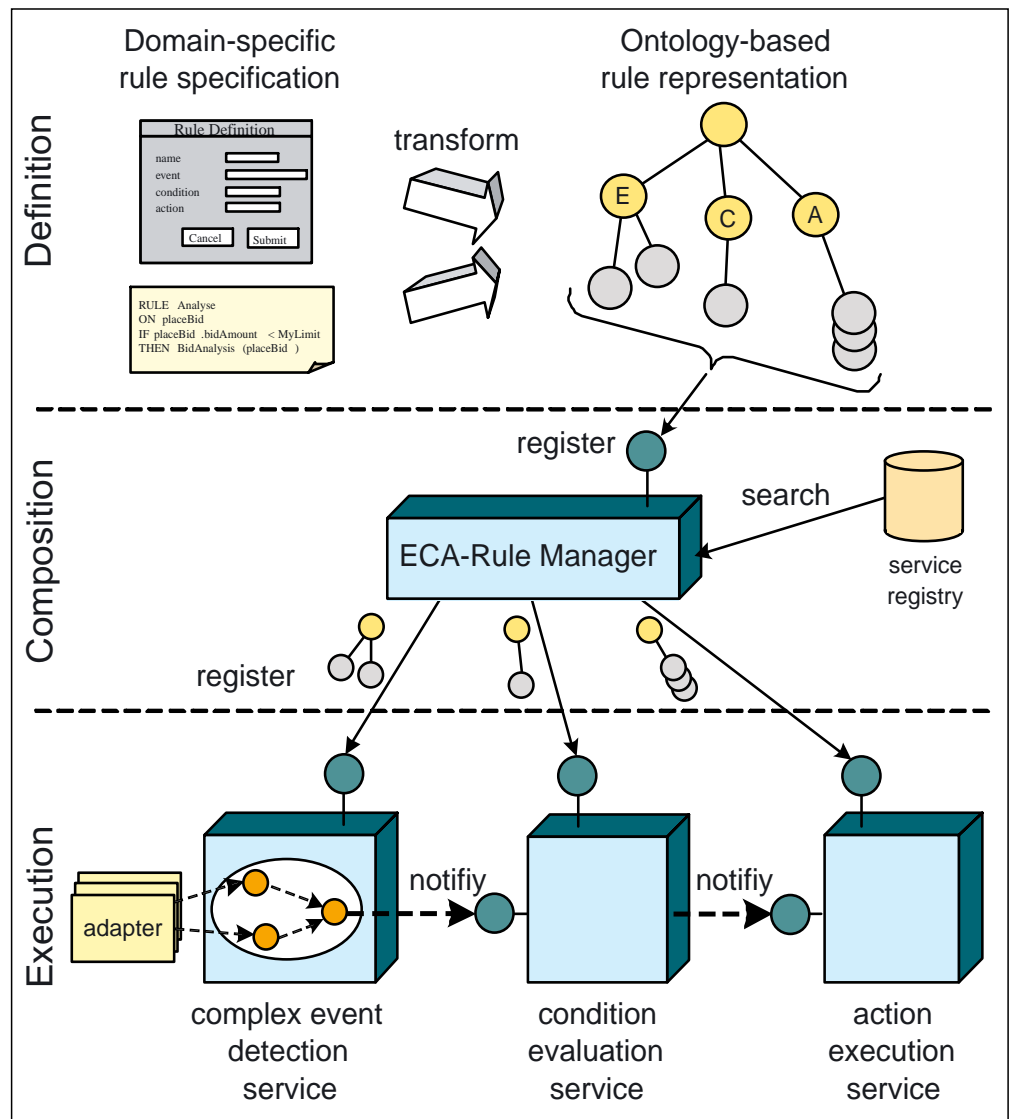 Domain-specific
rule specification
Ontology-based
rule representation
Definition
Rule Definition
name
event
condition
action
Cancel
Submit
transform
E
C
A
RULE Analyse
ON placeBid
IF placeBid .bidAmount < MyLimit
THEN BidAnalysis (placeBid )
Composition
register
search
ECA-Rule Manager
service
registry
register
Execution
adapter
notifiy
notifiy
complex event
detection
service
condition
evaluation
service
action
execution
service